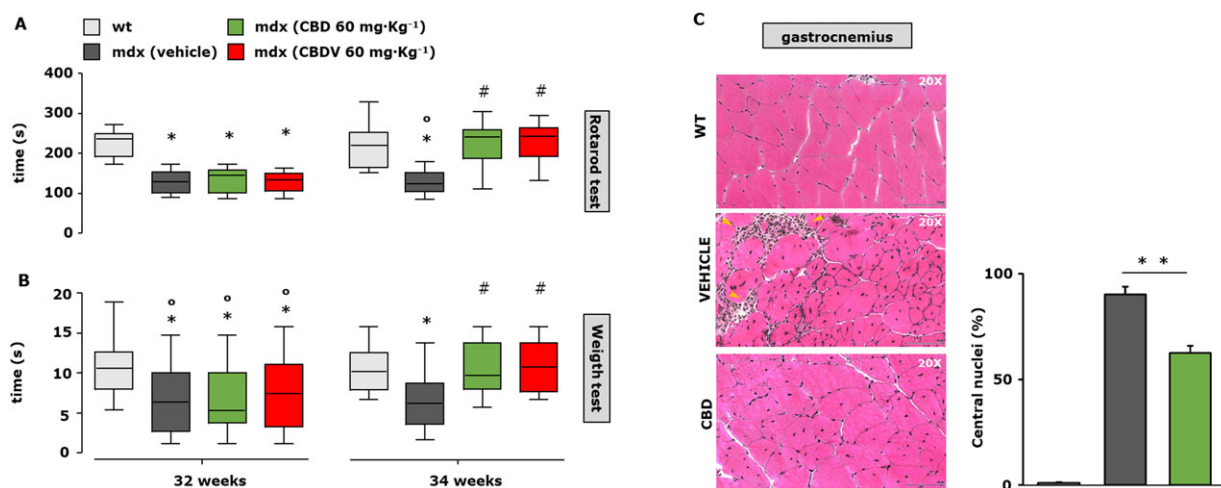 A
wt
mdx (CBD 60 mg·Kg⁻¹)
mdx (vehicle)
mdx (CBDV 60 mg·Kg⁻¹)
400
300
200
100
0
time (s)
* * *
° * # #
Rotarod test
B
20
15
10
5
0
time (s)
° ° °
* * *
* # #
Weigth test
32 weeks
34 weeks
C
gastrocnemius
WT
20X
VEHICLE
20X
CBD
20X
100
50
0
Central nuclei (%)
* *